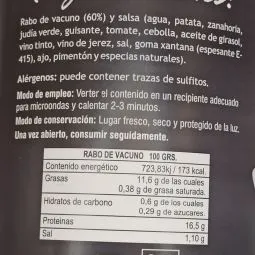 Rabo de vacuno (60%) y salsa (agua, patata, zanahoria,
judía verde, guisante, tomate, cebolla, aceite de girasol,
vino tinto, vino de jerez, sal, goma xantana (espesante E-
415), ajo, pimentón y especias naturales).
Alérgenos: puede contener trazas de sulfitos.
Modo de empleo: Verter el contenido en un recipiente adecuado
para microondas y calentar 2-3 minutos.
Modo de conservación: Lugar fresco, seco y protegido de la luz.
Una vez abierto, consumir seguidamente.
RABO DE VACUNO 100 GRS.
Contenido energético 723,83kj / 173 kcal.
Grasas 11,6 g de las cuales
0,38 g de grasa saturada.
Hidratos de carbono 0,6 g de los cuales
0,29 g de azucares.
Proteinas 16,5 g
Sal 1,10 g